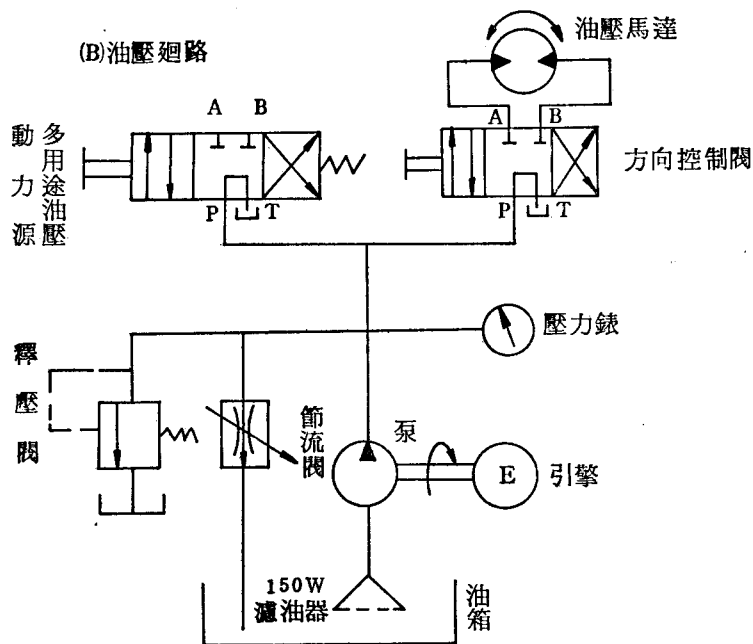 (B)油壓廻路
油壓馬達
A B
A B
多用途油壓
動力源
方向控制閥
P T
P T
壓力錶
釋壓閥
節流閥
泵
E
引擎
150W
濾油器
油箱